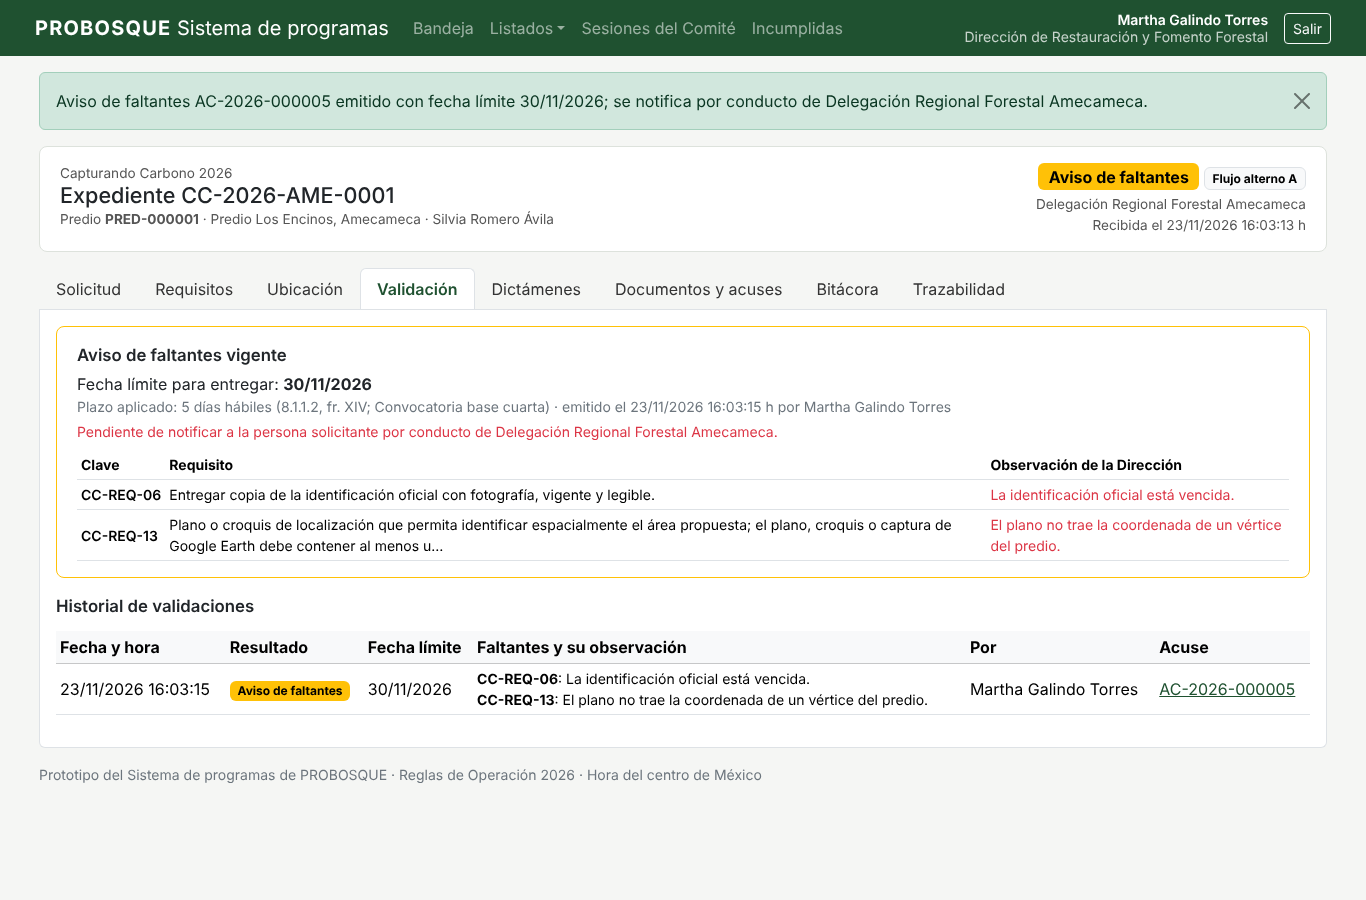 PROBOSQUE Sistema de programas
Bandeja
Listados
Sesiones del Comité
Incumplidas
Martha Galindo Torres
Dirección de Restauración y Fomento Forestal
Salir
Aviso de faltantes AC-2026-000005 emitido con fecha límite 30/11/2026; se notifica por conducto de Delegación Regional Forestal Amecameca.
Capturando Carbono 2026
Expediente CC-2026-AME-0001
Predio PRED-000001 · Predio Los Encinos, Amecameca · Silvia Romero Ávila
Aviso de faltantes
Flujo alterno A
Delegación Regional Forestal Amecameca
Recibida el 23/11/2026 16:03:13 h
Solicitud
Requisitos
Ubicación
Validación
Dictámenes
Documentos y acuses
Bitácora
Trazabilidad
Aviso de faltantes vigente
Fecha límite para entregar: 30/11/2026
Plazo aplicado: 5 días hábiles (8.1.1.2, fr. XIV; Convocatoria base cuarta) · emitido el 23/11/2026 16:03:15 h por Martha Galindo Torres
Pendiente de notificar a la persona solicitante por conducto de Delegación Regional Forestal Amecameca.
Clave Requisito Observación de la Dirección
CC-REQ-06 Entregar copia de la identificación oficial con fotografía, vigente y legible. La identificación oficial está vencida.
CC-REQ-13 Plano o croquis de localización que permita identificar espacialmente el área propuesta; el plano, croquis o captura de
Google Earth debe contener al menos u...
El plano no trae la coordenada de un vértice
del predio.
Historial de validaciones
Fecha y hora Resultado Fecha límite Faltantes y su observación Por Acuse
23/11/2026 16:03:15 Aviso de faltantes 30/11/2026
CC-REQ-06: La identificación oficial está vencida.
CC-REQ-13: El plano no trae la coordenada de un vértice del predio.
Martha Galindo Torres AC-2026-000005
Prototipo del Sistema de programas de PROBOSQUE · Reglas de Operación 2026 · Hora del centro de México